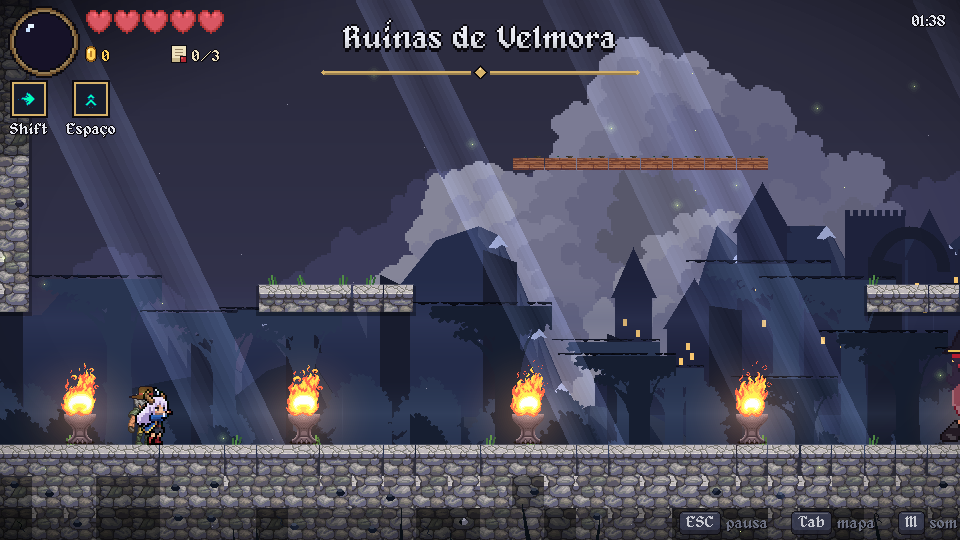 Ruínas de Velmora
01:38
0
0/3
Shift
Espaço
ESC pausa
Tab mapa
M som